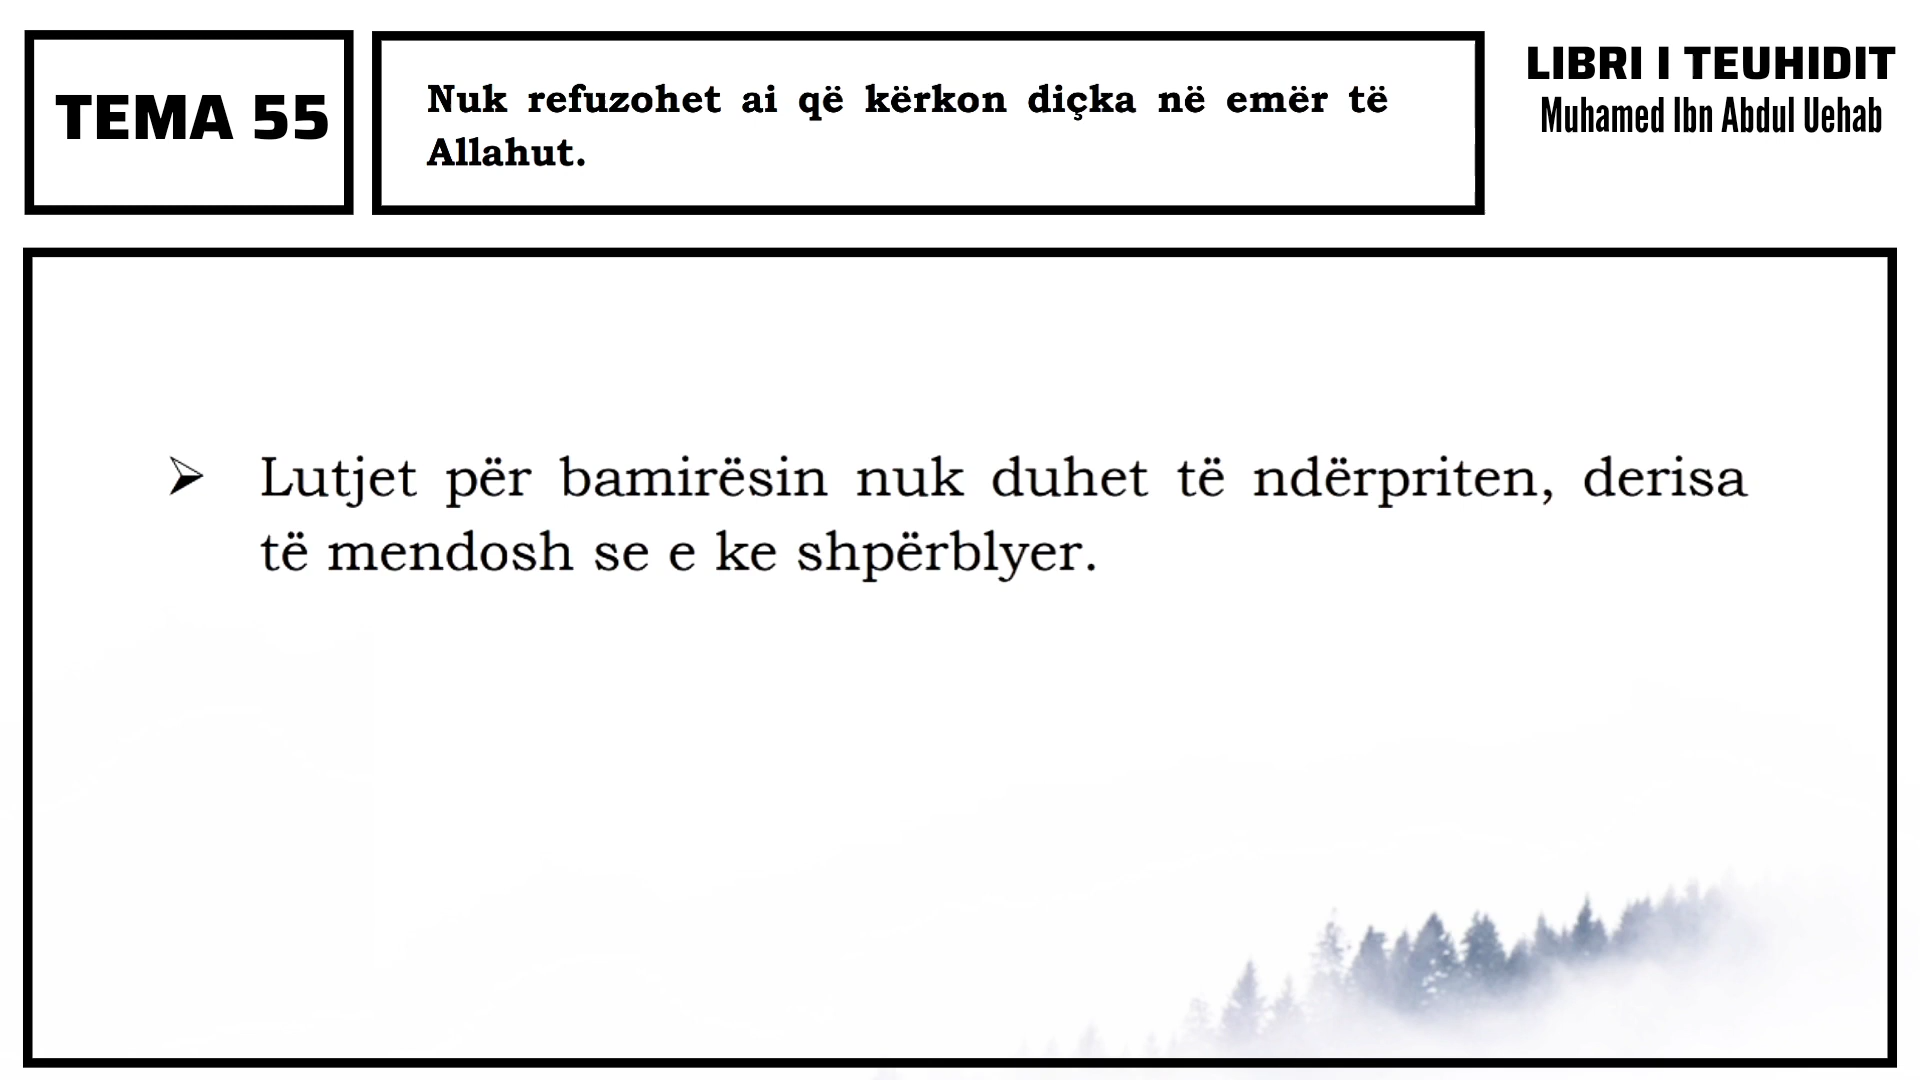 TEMA 55
Nuk refuzohet ai që kërkon diçka në emër të
Allahut.
LIBRI I TEUHIDIT
Muhamed Ibn Abdul Uehab
➢ Lutjet për bamirësin nuk duhet të ndërpriten, derisa
të mendosh se e ke shpërblyer.